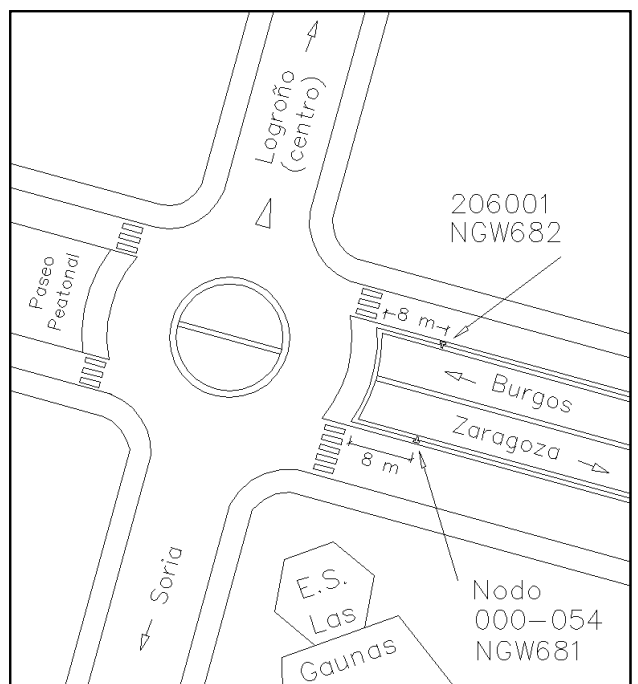 Logroño
(centro)
206001
NGW682
Paseo
Peatonal
8 m
Burgos
Zaragoza
8 m
Soria
E.S.
Las
Gaunas
Nodo
000-054
NGW681